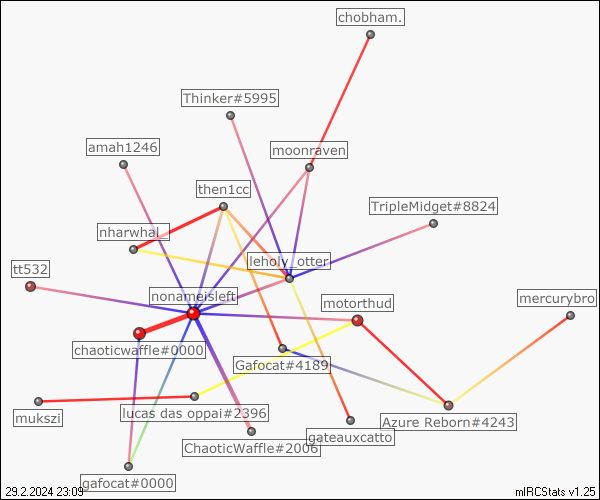 chobham.
Thinker#5995
amah1246
moonraven
then1cc
TripleMidget#8824
nharwhal_
leholy_otter
tt532
nonameisleft
motorthud
mercurybro
chaoticwaffle#0000
Gafocat#4189
mukszi
lucas das oppai#2396
Azure Reborn#4243
gateauxcatto
ChaoticWaffle#2006
gafocat#0000
29.2.2024 23:09
mIRCStats v1.25